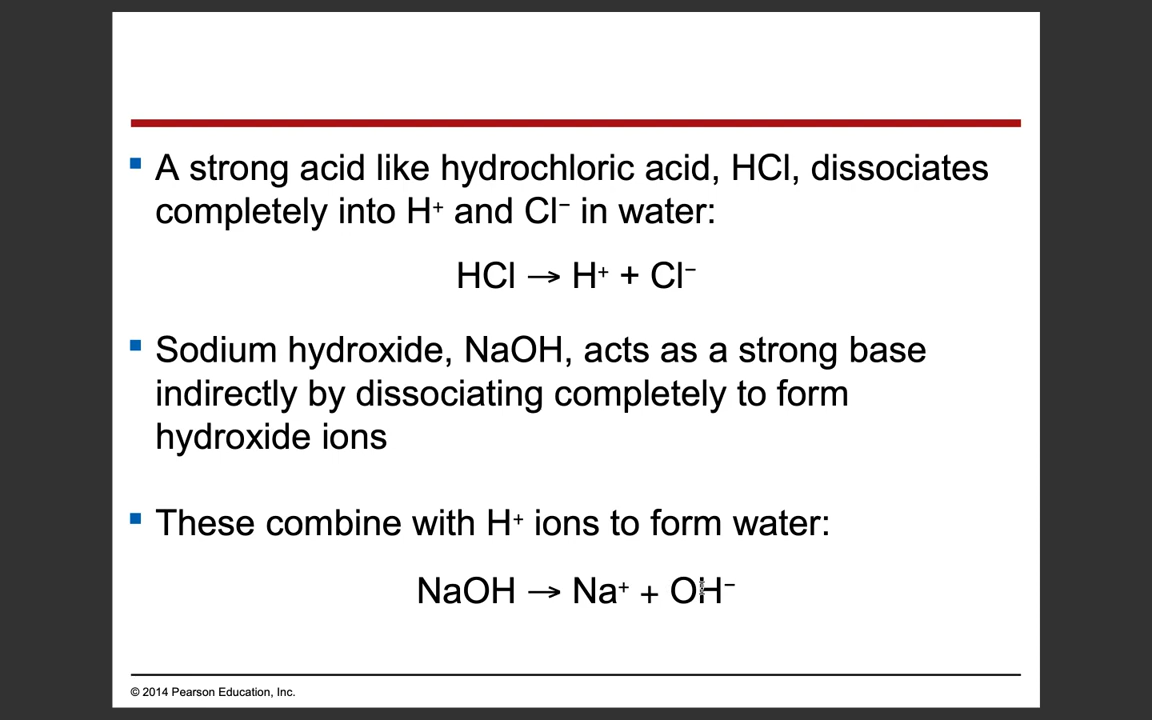 A strong acid like hydrochloric acid, HCl, dissociates
completely into H⁺ and Cl⁻ in water:
HCl → H⁺ + Cl⁻
Sodium hydroxide, NaOH, acts as a strong base
indirectly by dissociating completely to form
hydroxide ions
These combine with H⁺ ions to form water:
NaOH → Na⁺ + OH⁻
© 2014 Pearson Education, Inc.